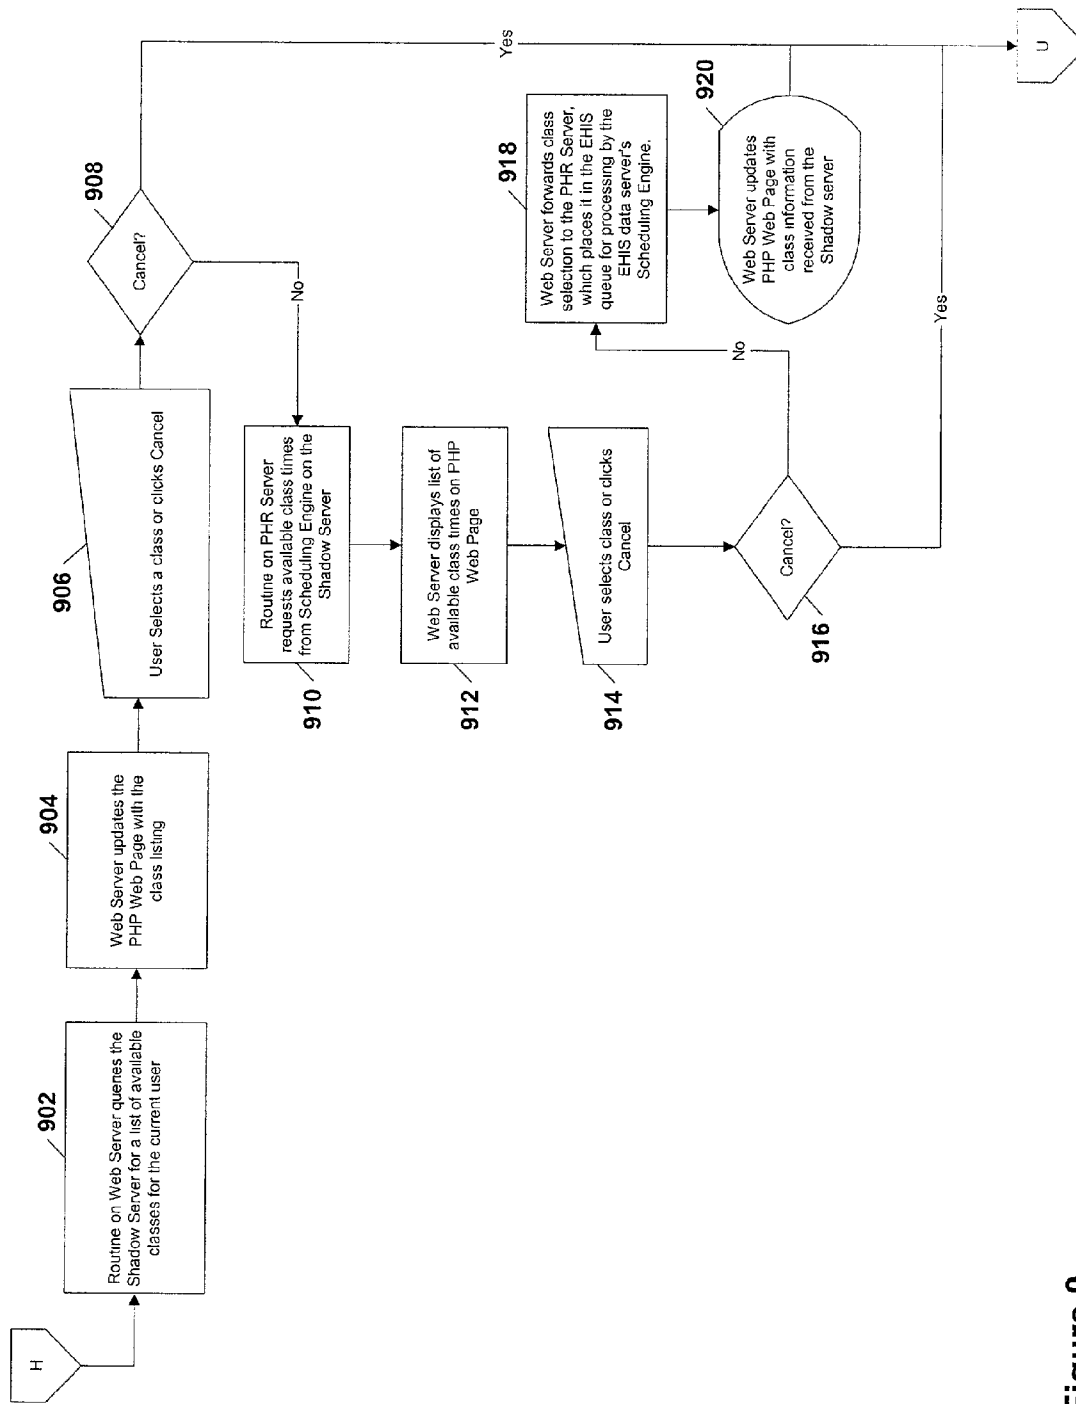 H
902
Routine on Web Server queries the
Shadow Server for a list of available
classes for the current user
904
Web Server updates the
PHP Web Page with the
class listing
906
User Selects a class or clicks Cancel
908
Cancel?
Yes
No
910
Routine on PHR Server
requests available class times
from Scheduling Engine on the
Shadow Server
912
Web Server displays list of
available class times on PHP
Web Page
914
User selects class or clicks
Cancel
916
Cancel?
No
Yes
918
Web Server forwards class
selection to the PHR Server,
which places it in the EHIS
queue for processing by the
EHIS data server's
Scheduling Engine.
920
Web Server updates
PHP Web Page with
class information
received from the
Shadow server
U
Figure 9